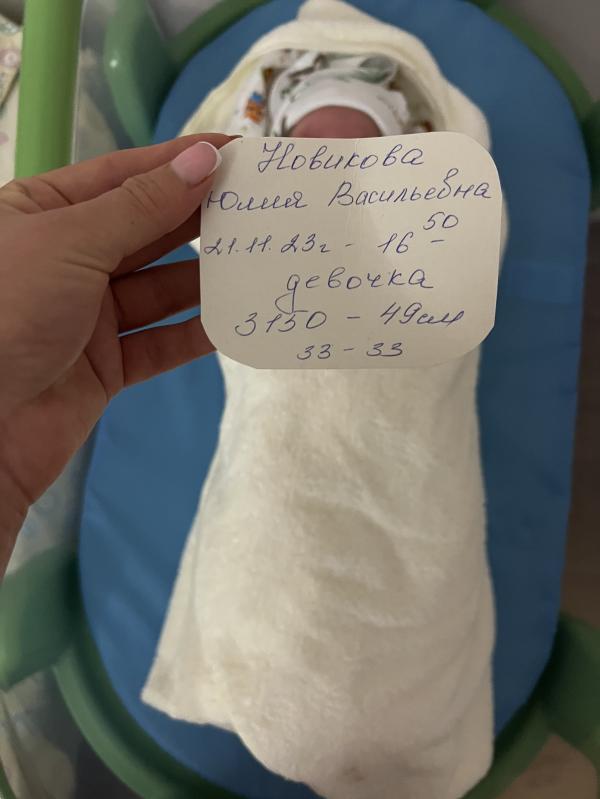 Новикова
Юлия Васильевна
21.11.23г - 16 50
девочка
3150 - 49см
33 - 33